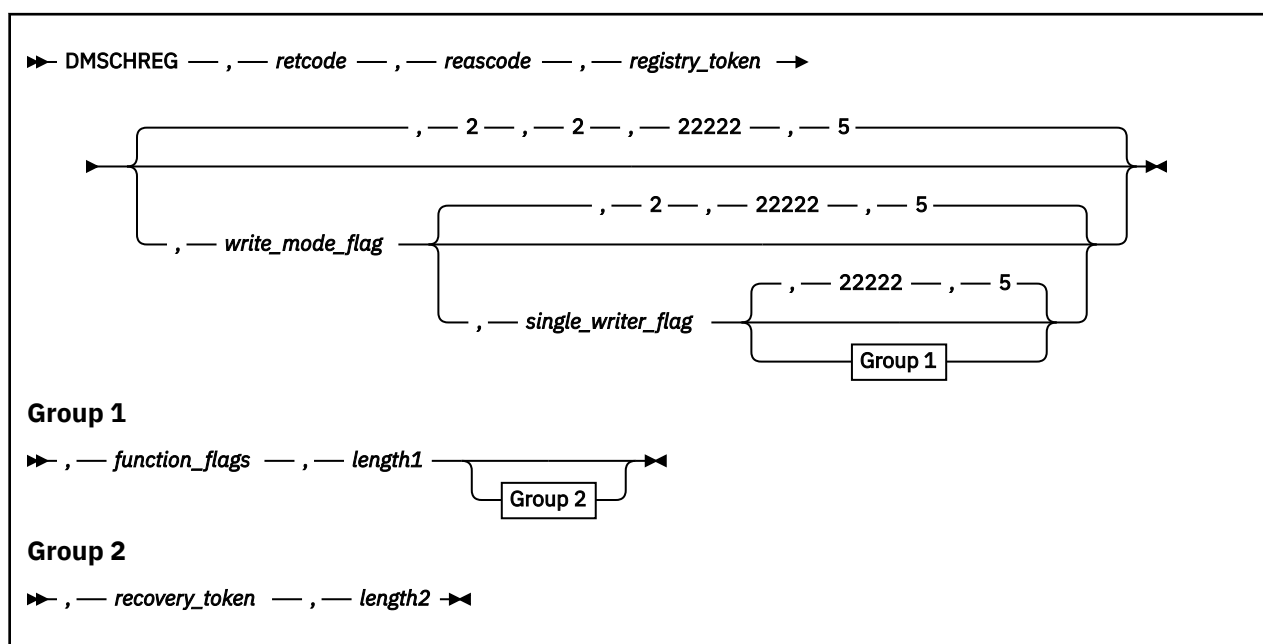 DMSCHREG , retcode , reascode , registry_token
, 2 , 2 , 22222 , 5
, 2 , 22222 , 5
, write_mode_flag
, 22222 , 5
, single_writer_flag
Group 1
Group 1
, function_flags , length1
Group 2
Group 2
, recovery_token , length2